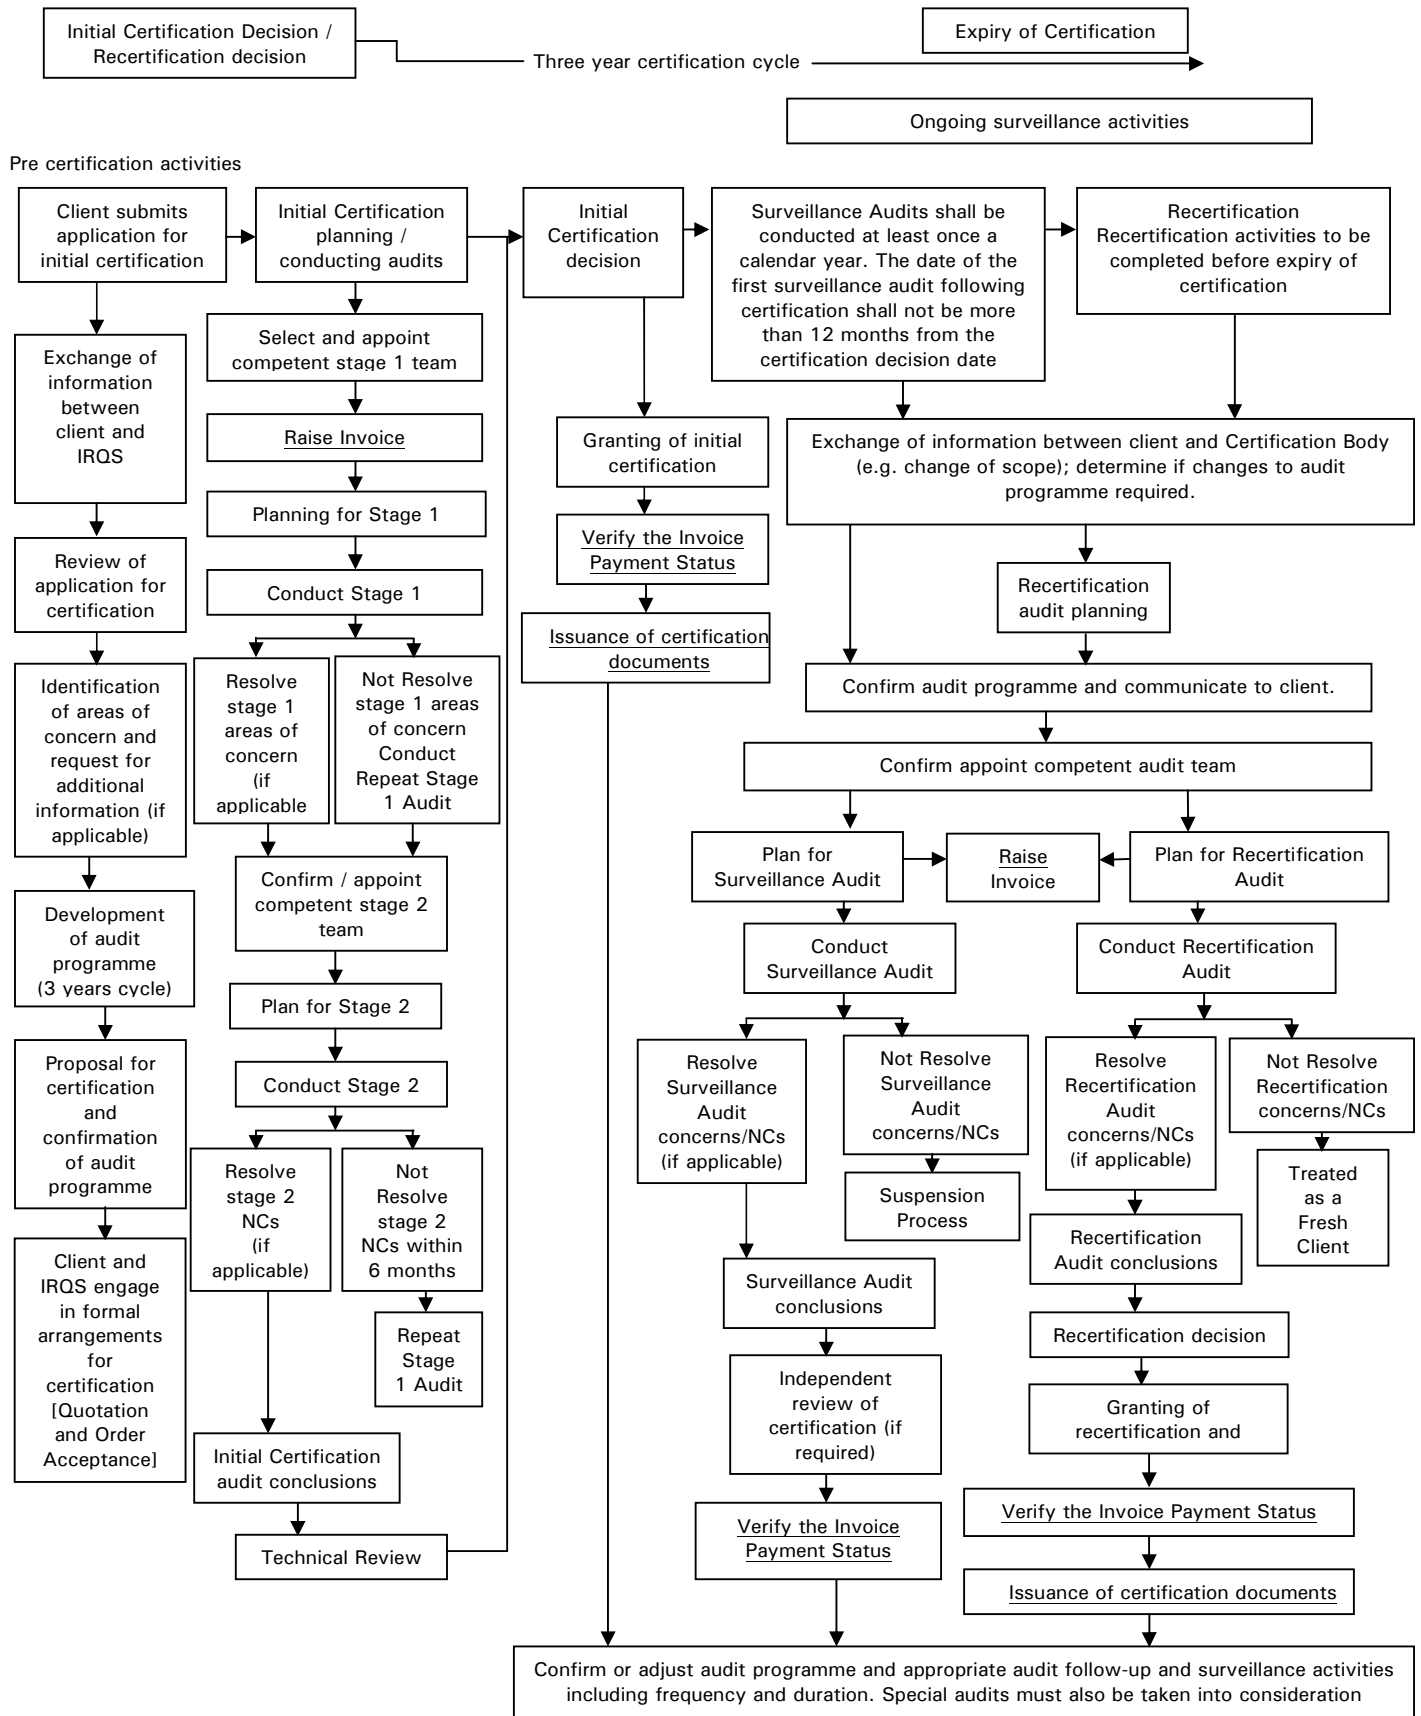 Initial Certification Decision /
Recertification decision
Expiry of Certification
Three year certification cycle
Ongoing surveillance activities
Pre certification activities
Client submits
application for
initial certification
Exchange of
information
between
client and
IRQS
Review of
application for
certification
Identification
of areas of
concern and
request for
additional
information (if
applicable)
Development
of audit
programme
(3 years cycle)
Proposal for
certification
and
confirmation
of audit
programme
Client and
IRQS engage
in formal
arrangements
for
certification
[Quotation
and Order
Acceptance]
Initial Certification
planning /
conducting audits
Select and appoint
competent stage 1 team
Raise Invoice
Planning for Stage 1
Conduct Stage 1
Resolve
stage 1
areas of
concern
(if
applicable
Not Resolve
stage 1 areas
of concern
Conduct
Repeat Stage
1 Audit
Confirm / appoint
competent stage 2
team
Plan for Stage 2
Conduct Stage 2
Resolve
stage 2
NCs
(if
applicable)
Not
Resolve
stage 2
NCs within
6 months
Repeat
Stage
1 Audit
Initial Certification
audit conclusions
Technical Review
Initial
Certification
decision
Granting of initial
certification
Verify the Invoice
Payment Status
Issuance of certification
documents
Surveillance Audits shall be
conducted at least once a
calendar year. The date of the
first surveillance audit following
certification shall not be more
than 12 months from the
certification decision date
Recertification
Recertification activities to be
completed before expiry of
certification
Exchange of information between client and Certification Body
(e.g. change of scope); determine if changes to audit
programme required.
Recertification
audit planning
Confirm audit programme and communicate to client.
Confirm appoint competent audit team
Plan for
Surveillance Audit
Raise
Invoice
Plan for Recertification
Audit
Conduct
Surveillance Audit
Conduct Recertification
Audit
Resolve
Surveillance
Audit
concerns/NCs
(if applicable)
Not Resolve
Surveillance
Audit
concerns/NCs
Suspension
Process
Surveillance Audit
conclusions
Independent
review of
certification (if
required)
Verify the Invoice
Payment Status
Resolve
Recertification
Audit
concerns/NCs
(if applicable)
Not Resolve
Recertification
concerns/NCs
Treated
as a
Fresh
Client
Recertification
Audit conclusions
Recertification decision
Granting of
recertification and
Verify the Invoice Payment Status
Issuance of certification documents
Confirm or adjust audit programme and appropriate audit follow-up and surveillance activities
including frequency and duration. Special audits must also be taken into consideration